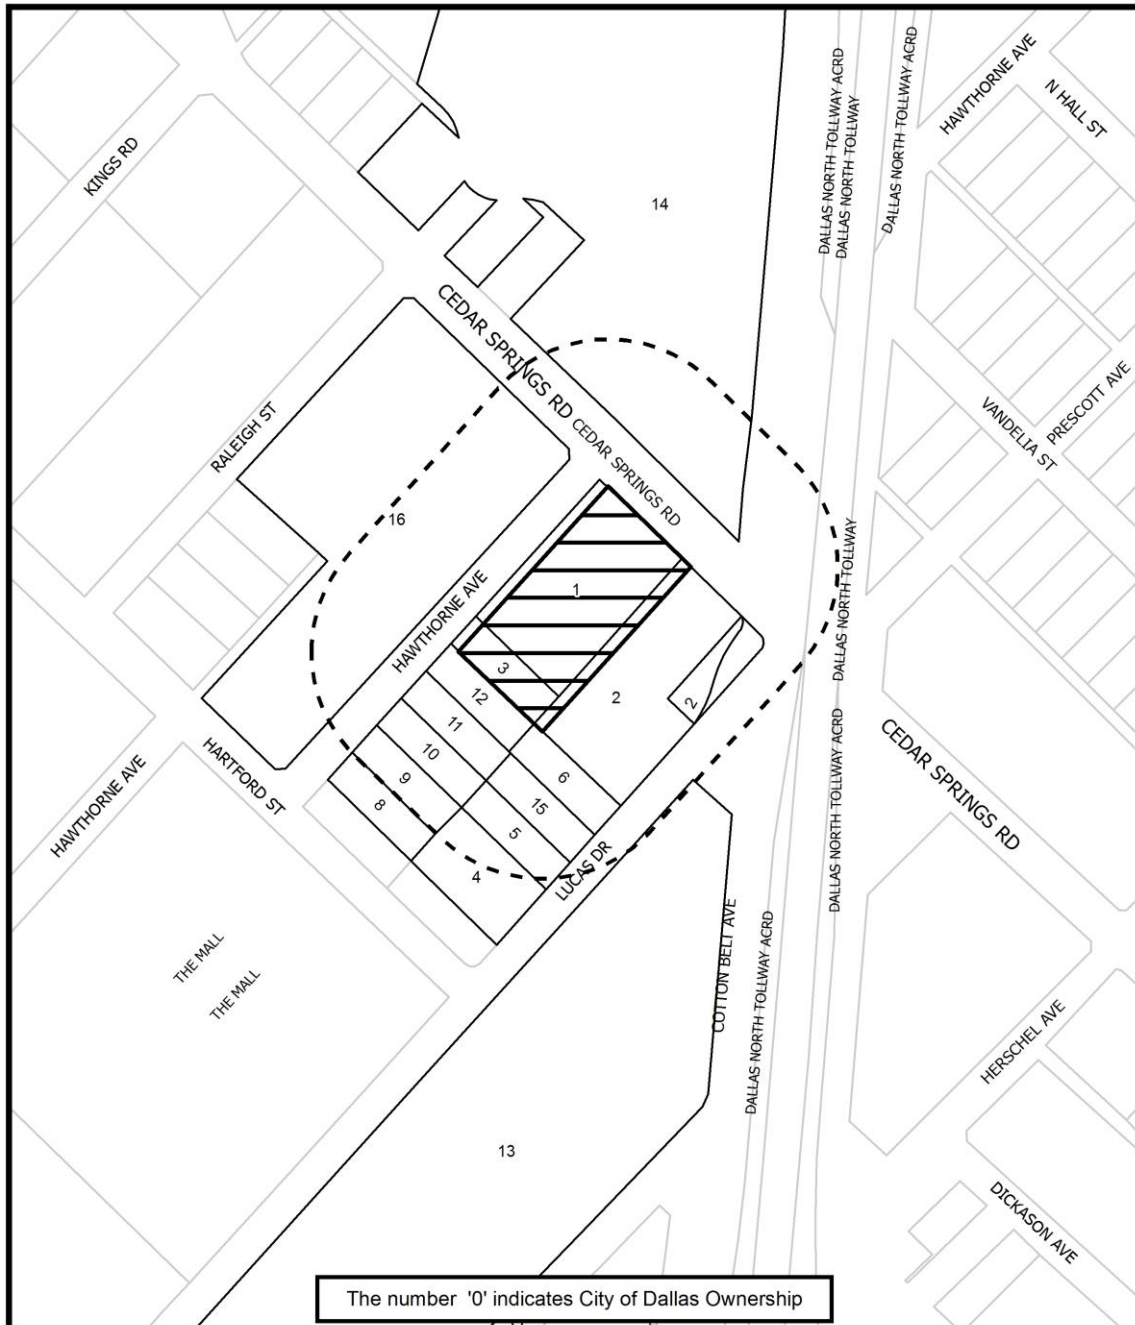 DALLAS NORTH TOLLWAY ACRD
DALLAS NORTH TOLLWAY
DALLAS NORTH TOLLWAY ACRD
HAWTHORNE AVE
N HALL ST
KINGS RD
14
CEDAR SPRINGS RD
CEDAR SPRINGS RD
VANDELIA ST
PRESCOTT AVE
RALEIGH ST
16
DALLAS NORTH TOLLWAY
1
HAWTHORNE AVE
3
12
2
2
11
10
6
9
15
8
5
4
HARTFORD ST
HAWTHORNE AVE
LUCAS DR
DALLAS NORTH TOLLWAY ACRD
CEDAR SPRINGS RD
COTTON BELT AVE
DALLAS NORTH TOLLWAY ACRD
THE MALL
THE MALL
HERSCHEL AVE
13
DICKASON AVE
The number '0' indicates City of Dallas Ownership